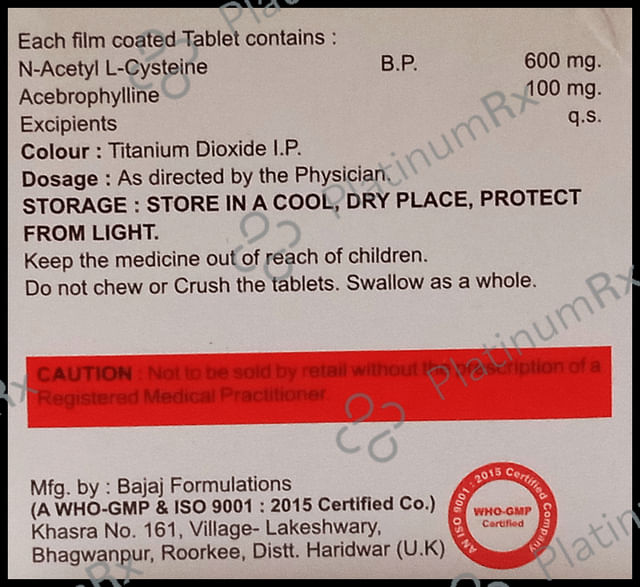 Each film coated Tablet contains :
N-Acetyl L-Cysteine B.P. 600 mg.
Acebrophylline 100 mg.
Excipients q.s.
Colour : Titanium Dioxide I.P.
Dosage : As directed by the Physician.
STORAGE : STORE IN A COOL, DRY PLACE, PROTECT
FROM LIGHT.
Keep the medicine out of reach of children.
Do not chew or Crush the tablets. Swallow as a whole.
CAUTION : Not to be sold by retail without the prescription of a
Registered Medical Practitioner.
Mfg. by : Bajaj Formulations
(A WHO-GMP & ISO 9001 : 2015 Certified Co.)
Khasra No. 161, Village- Lakeshwary,
Bhagwanpur, Roorkee, Distt. Haridwar (U.K)
AN ISO 9001 : 2015 Certified Company
WHO-GMP
Certified
PlatinumRx
PlatinumRx